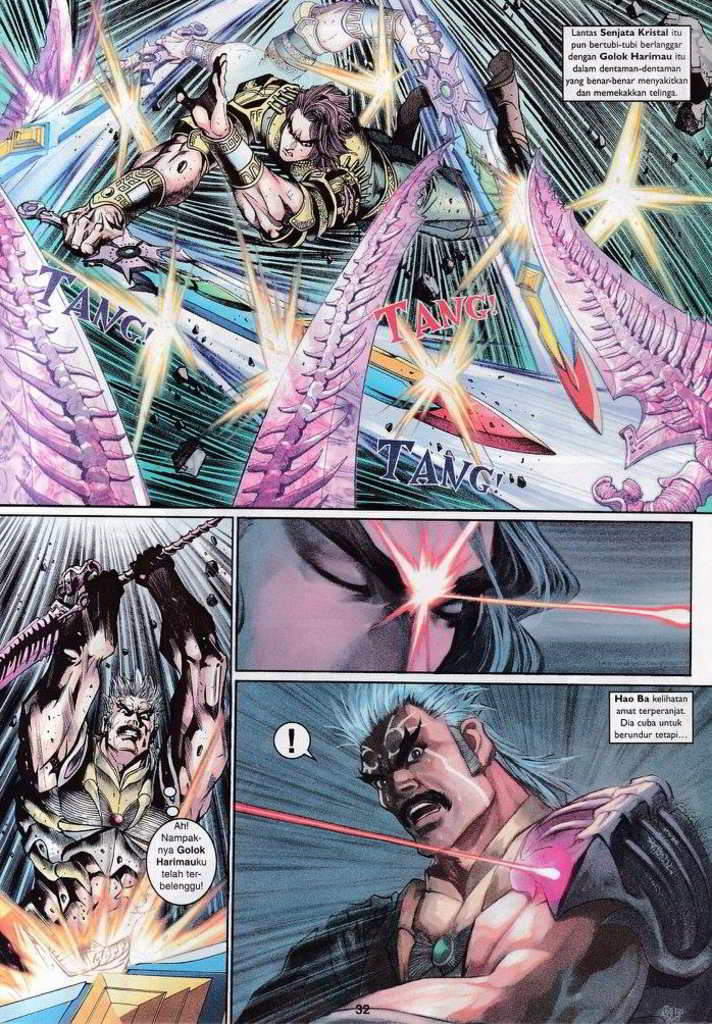 Lantas Senjata Kristal itu
pun bertubi-tubi berlanggar
dengan Golok Harimau itu
dalam dentaman-dentaman
yang benar-benar menyakitkan
dan memekakkan telinga.
TANG!
TANG!
TANG!
Ah!
Nampak-
nya Golok
Harimauku
telah ter-
belenggu!
!
Hao Ba kelihatan
amat terperanjat.
Dia cuba untuk
berundur tetapi...
32